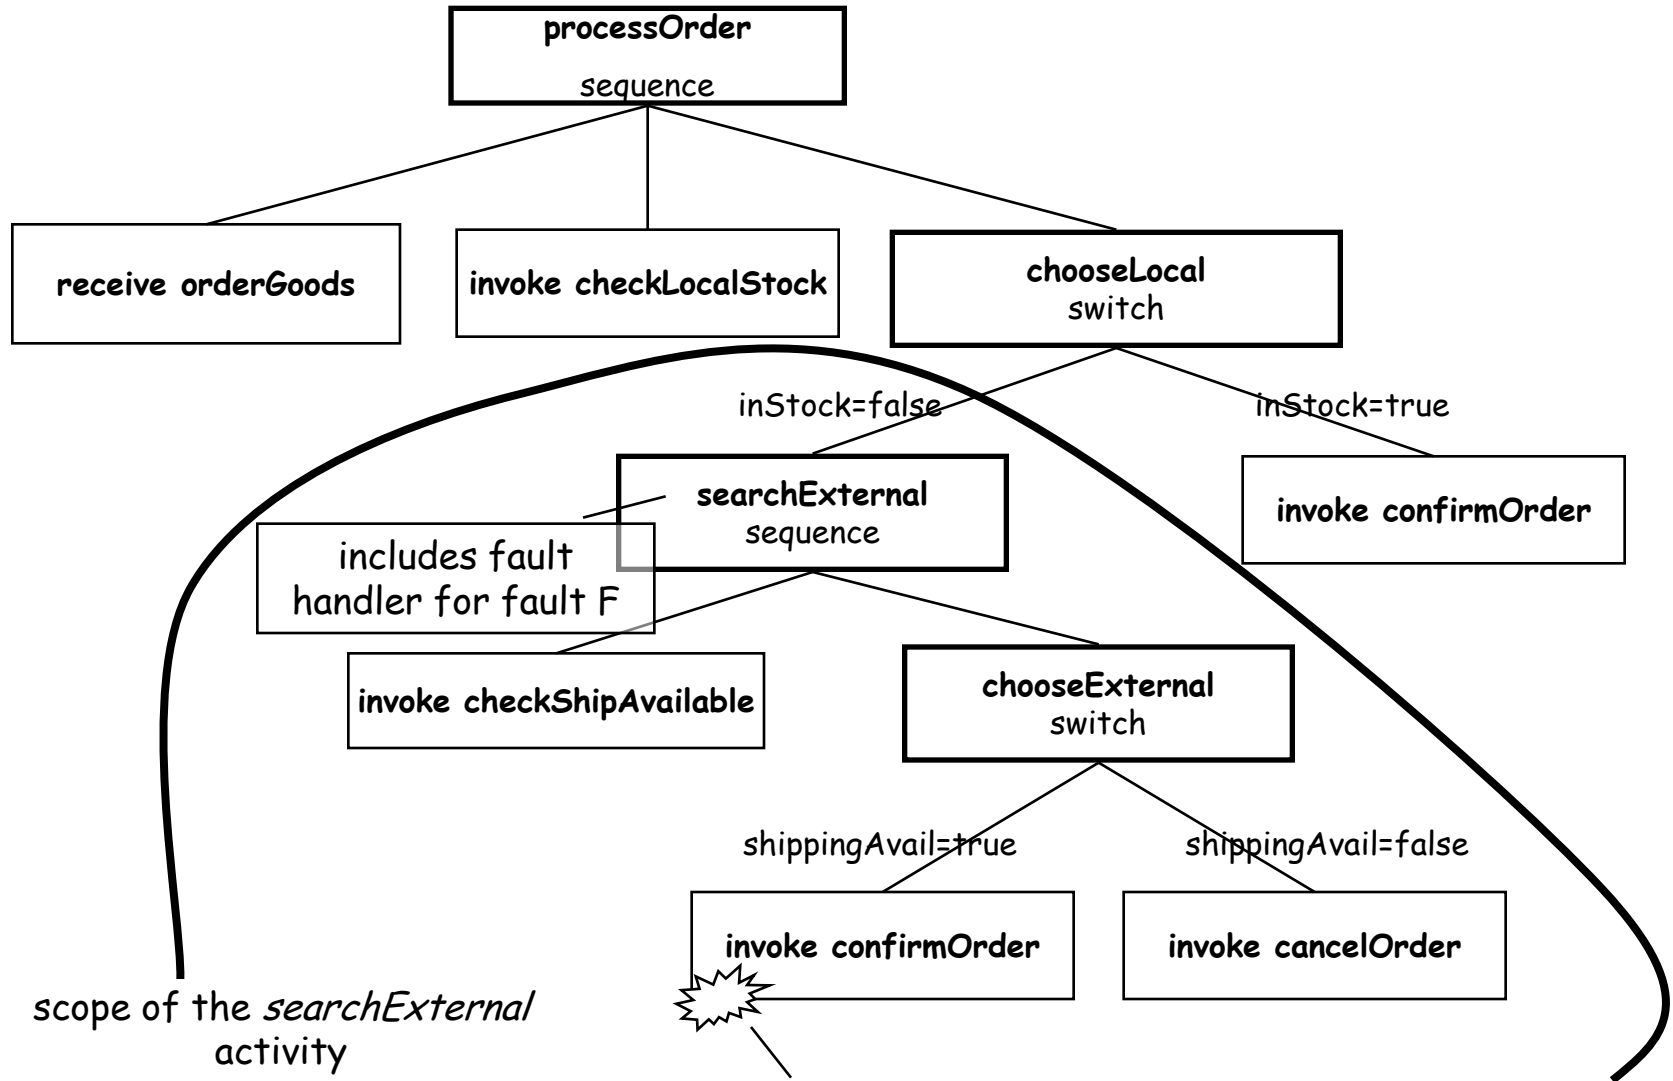 processOrder
sequence
receive orderGoods
invoke checkLocalStock
chooseLocal
switch
inStock=false
inStock=true
searchExternal
sequence
invoke confirmOrder
includes fault
handler for fault F
invoke checkShipAvailable
chooseExternal
switch
shippingAvail=true
shippingAvail=false
invoke confirmOrder
invoke cancelOrder
scope of the searchExternal
activity